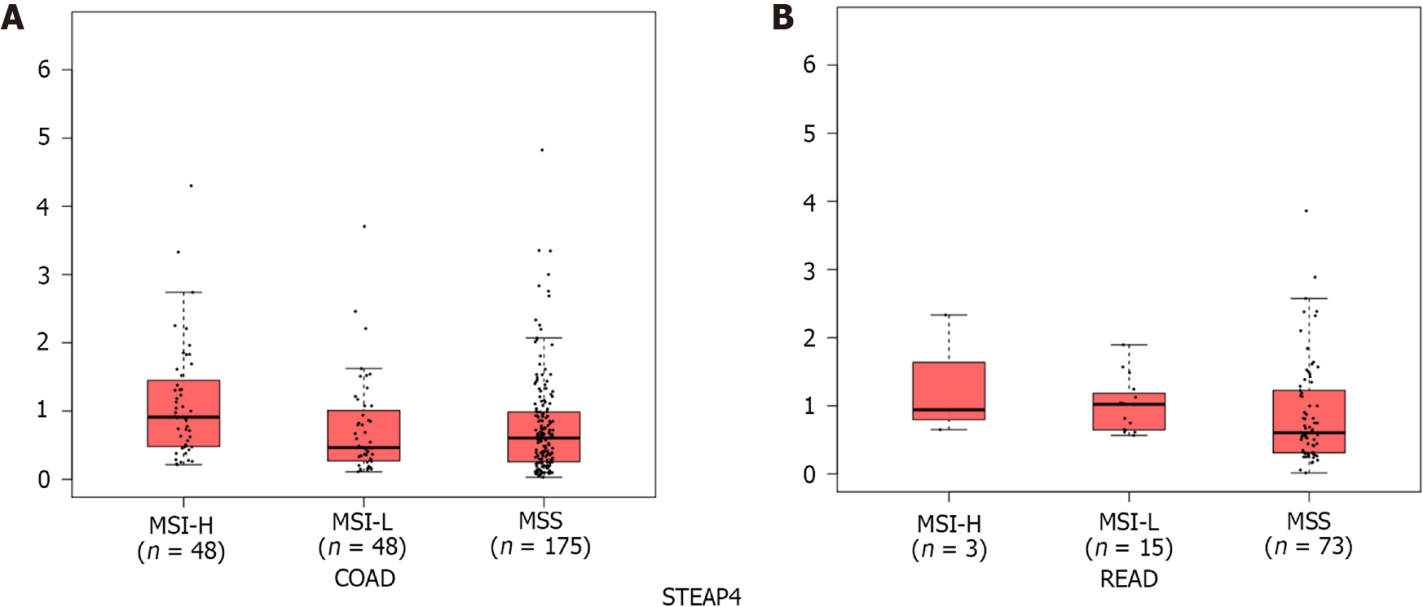 A
6
5
4
3
2
1
0
MSI-H
(n = 48)
MSI-L
(n = 48)
MSS
(n = 175)
COAD
B
6
5
4
3
2
1
0
MSI-H
(n = 3)
MSI-L
(n = 15)
MSS
(n = 73)
READ
STEAP4